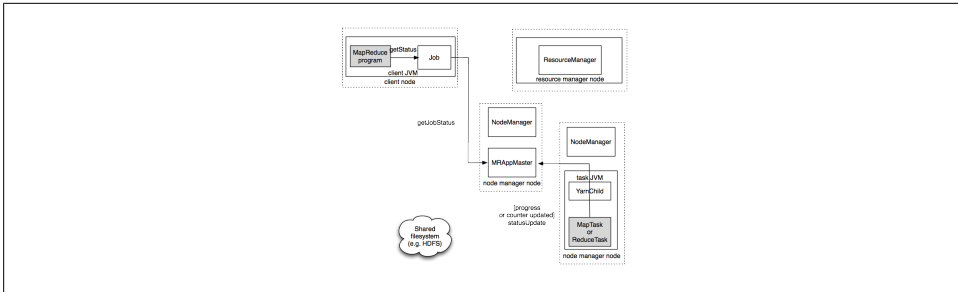 MapReduce
program
getStatus
Job
client JVM
client node
ResourceManager
resource manager node
getJobStatus
NodeManager
MRAppMaster
node manager node
NodeManager
task JVM
YarnChild
[progress
or counter updated]
statusUpdate
MapTask
or
ReduceTask
node manager node
Shared
filesystem
(e.g. HDFS)